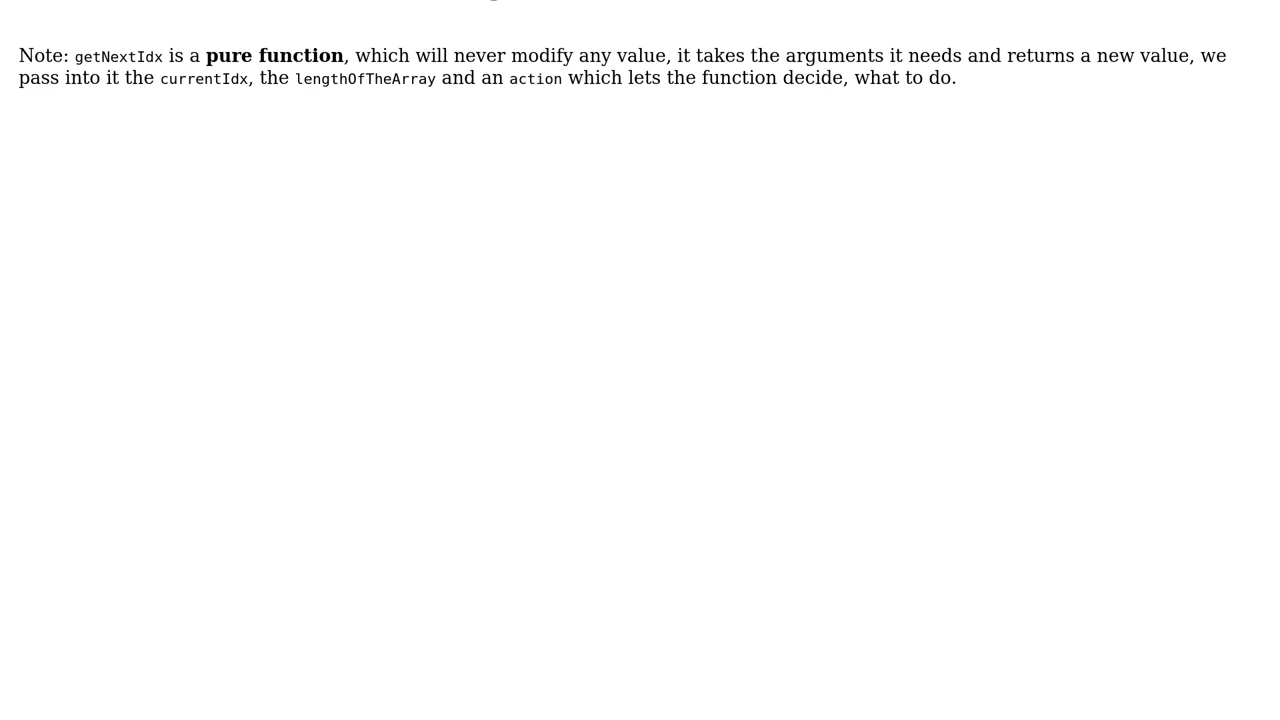 Note: getNextIdx is a pure function, which will never modify any value, it takes the arguments it needs and returns a new value, we
pass into it the currentIdx, the lengthOfTheArray and an action which lets the function decide, what to do.